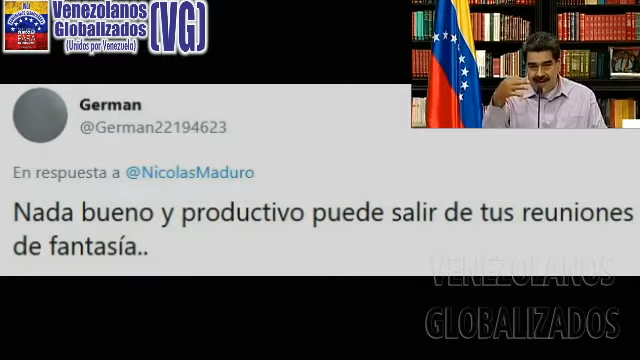 Venezolanos
Globalizados
(Unidos por Venezuela)
(VG)
German
@German22194623
En respuesta a @NicolasMaduro
Nada bueno y productivo puede salir de tus reuniones
de fantasía..
VENEZOLANOS
GLOBALIZADOS